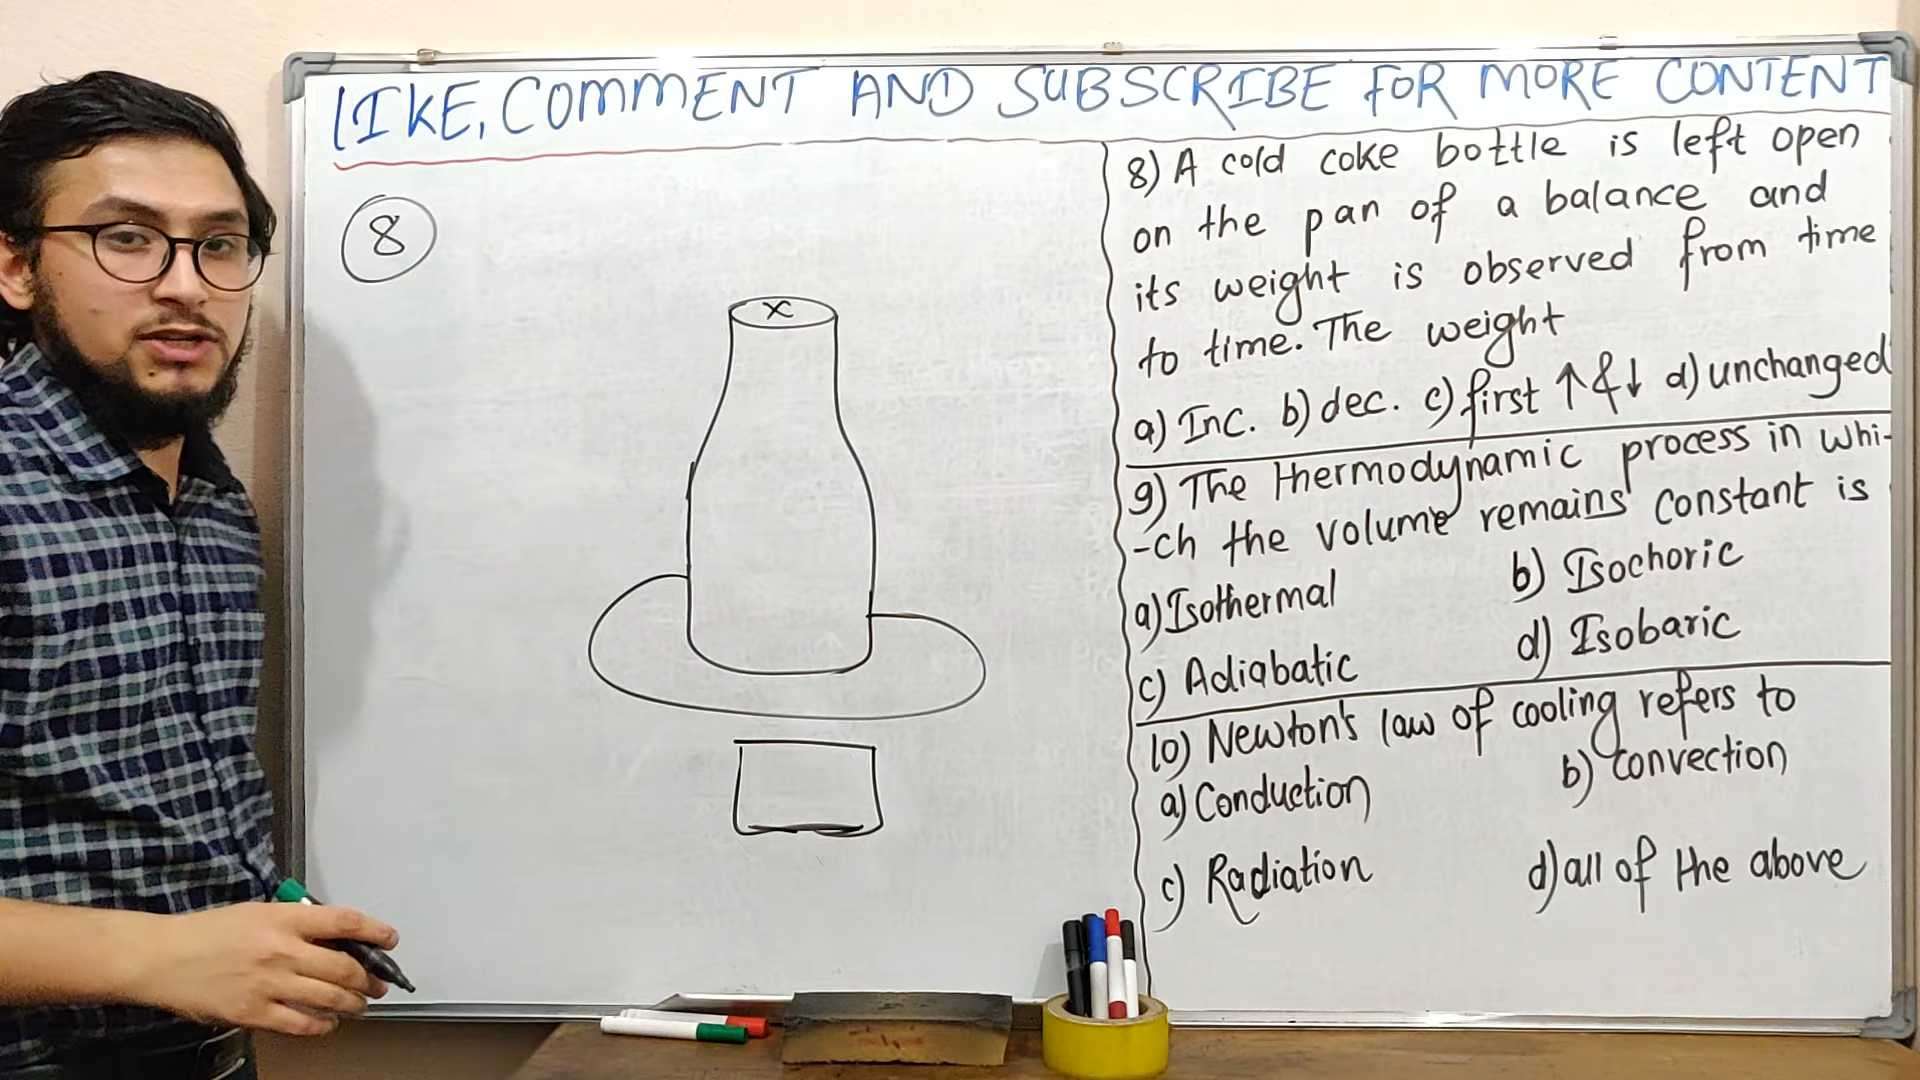 LIKE, COMMENT AND SUBSCRIBE FOR MORE CONTENT
8
x
8) A cold coke bottle is left open
on the pan of a balance and
its weight is observed from time
to time. The weight
a) Inc. b) dec. c) first ↑ & ↓ d) unchanged
9) The thermodynamic process in whi-
-ch the volume remains constant is
a) Isothermal b) Isochoric
c) Adiabatic d) Isobaric
10) Newton's law of cooling refers to
a) Conduction b) Convection
c) Radiation d) all of the above